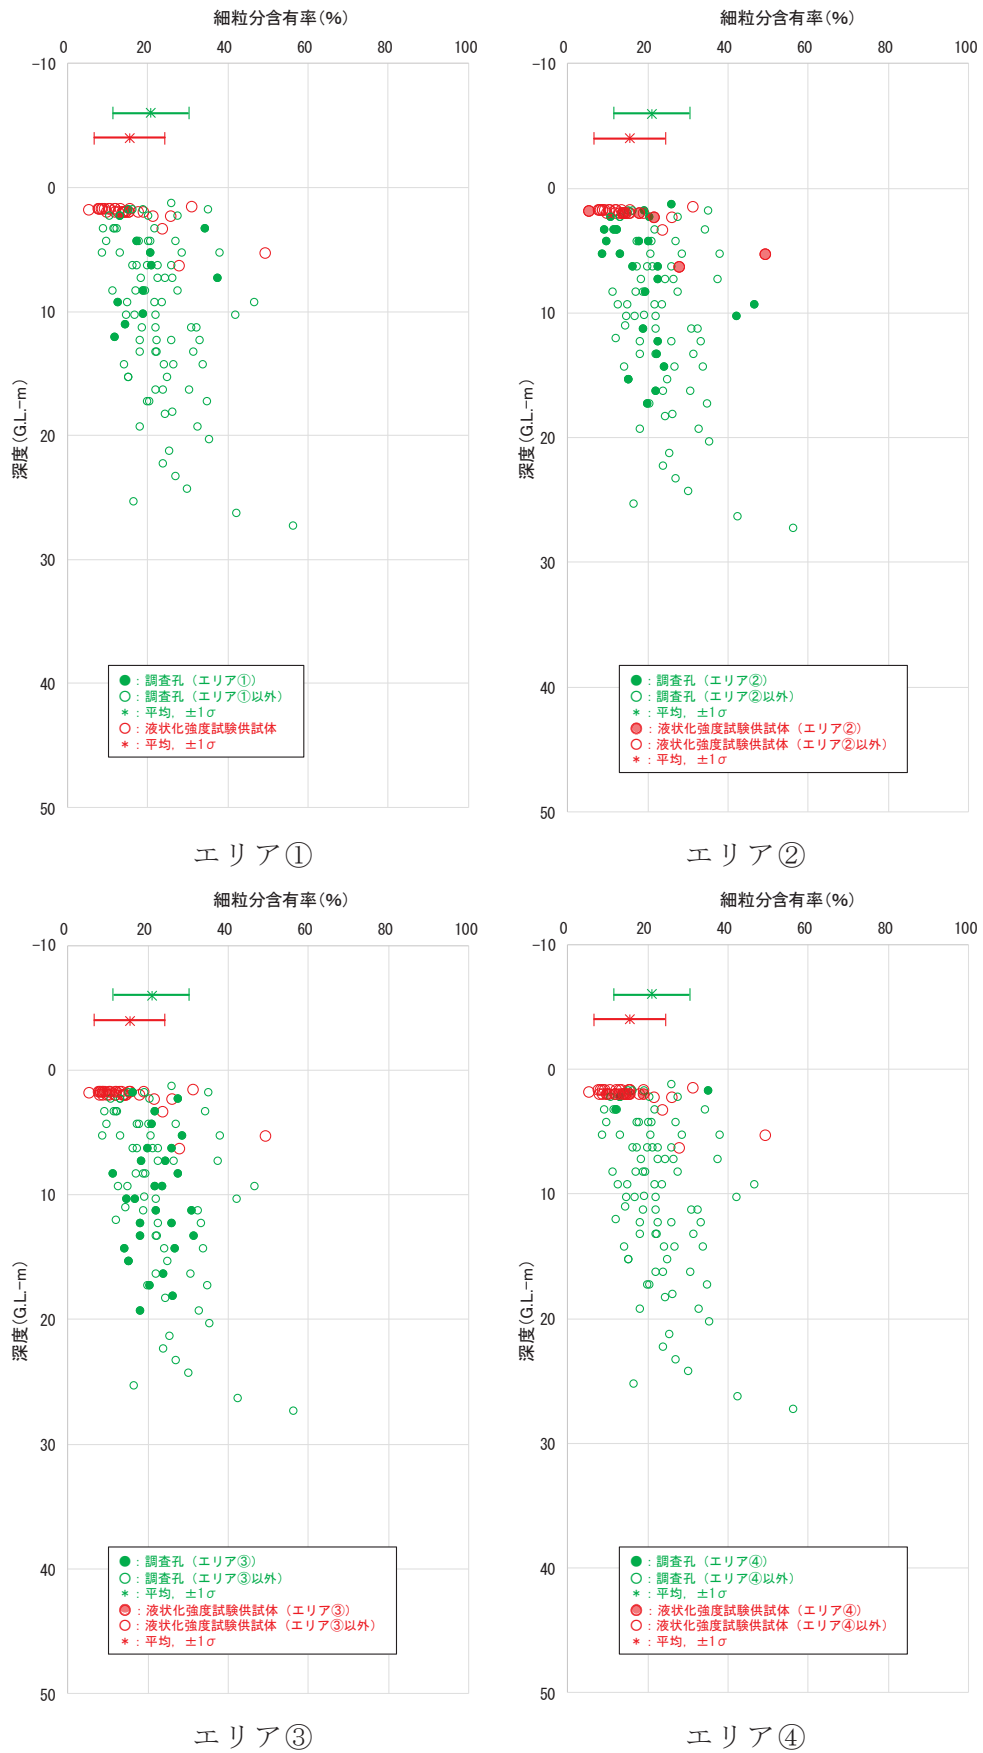 細粒分含有率(%)
0 20 40 60 80 100
-10
0
10
20
30
40
50
深度(G.L.-m)
●：調査孔（エリア①）
○：調査孔（エリア①以外）
*：平均，±1σ
○：液状化強度試験供試体
*：平均，±1σ
エリア①
細粒分含有率(%)
0 20 40 60 80 100
-10
0
10
20
30
40
50
深度(G.L.-m)
●：調査孔（エリア②）
○：調査孔（エリア②以外）
*：平均，±1σ
●：液状化強度試験供試体（エリア②）
○：液状化強度試験供試体（エリア②以外）
*：平均，±1σ
エリア②
細粒分含有率(%)
0 20 40 60 80 100
-10
0
10
20
30
40
50
深度(G.L.-m)
●：調査孔（エリア③）
○：調査孔（エリア③以外）
*：平均，±1σ
●：液状化強度試験供試体（エリア③）
○：液状化強度試験供試体（エリア③以外）
*：平均，±1σ
エリア③
細粒分含有率(%)
0 20 40 60 80 100
-10
0
10
20
30
40
50
深度(G.L.-m)
●：調査孔（エリア④）
○：調査孔（エリア④以外）
*：平均，±1σ
●：液状化強度試験供試体（エリア④）
○：液状化強度試験供試体（エリア④以外）
*：平均，±1σ
エリア④